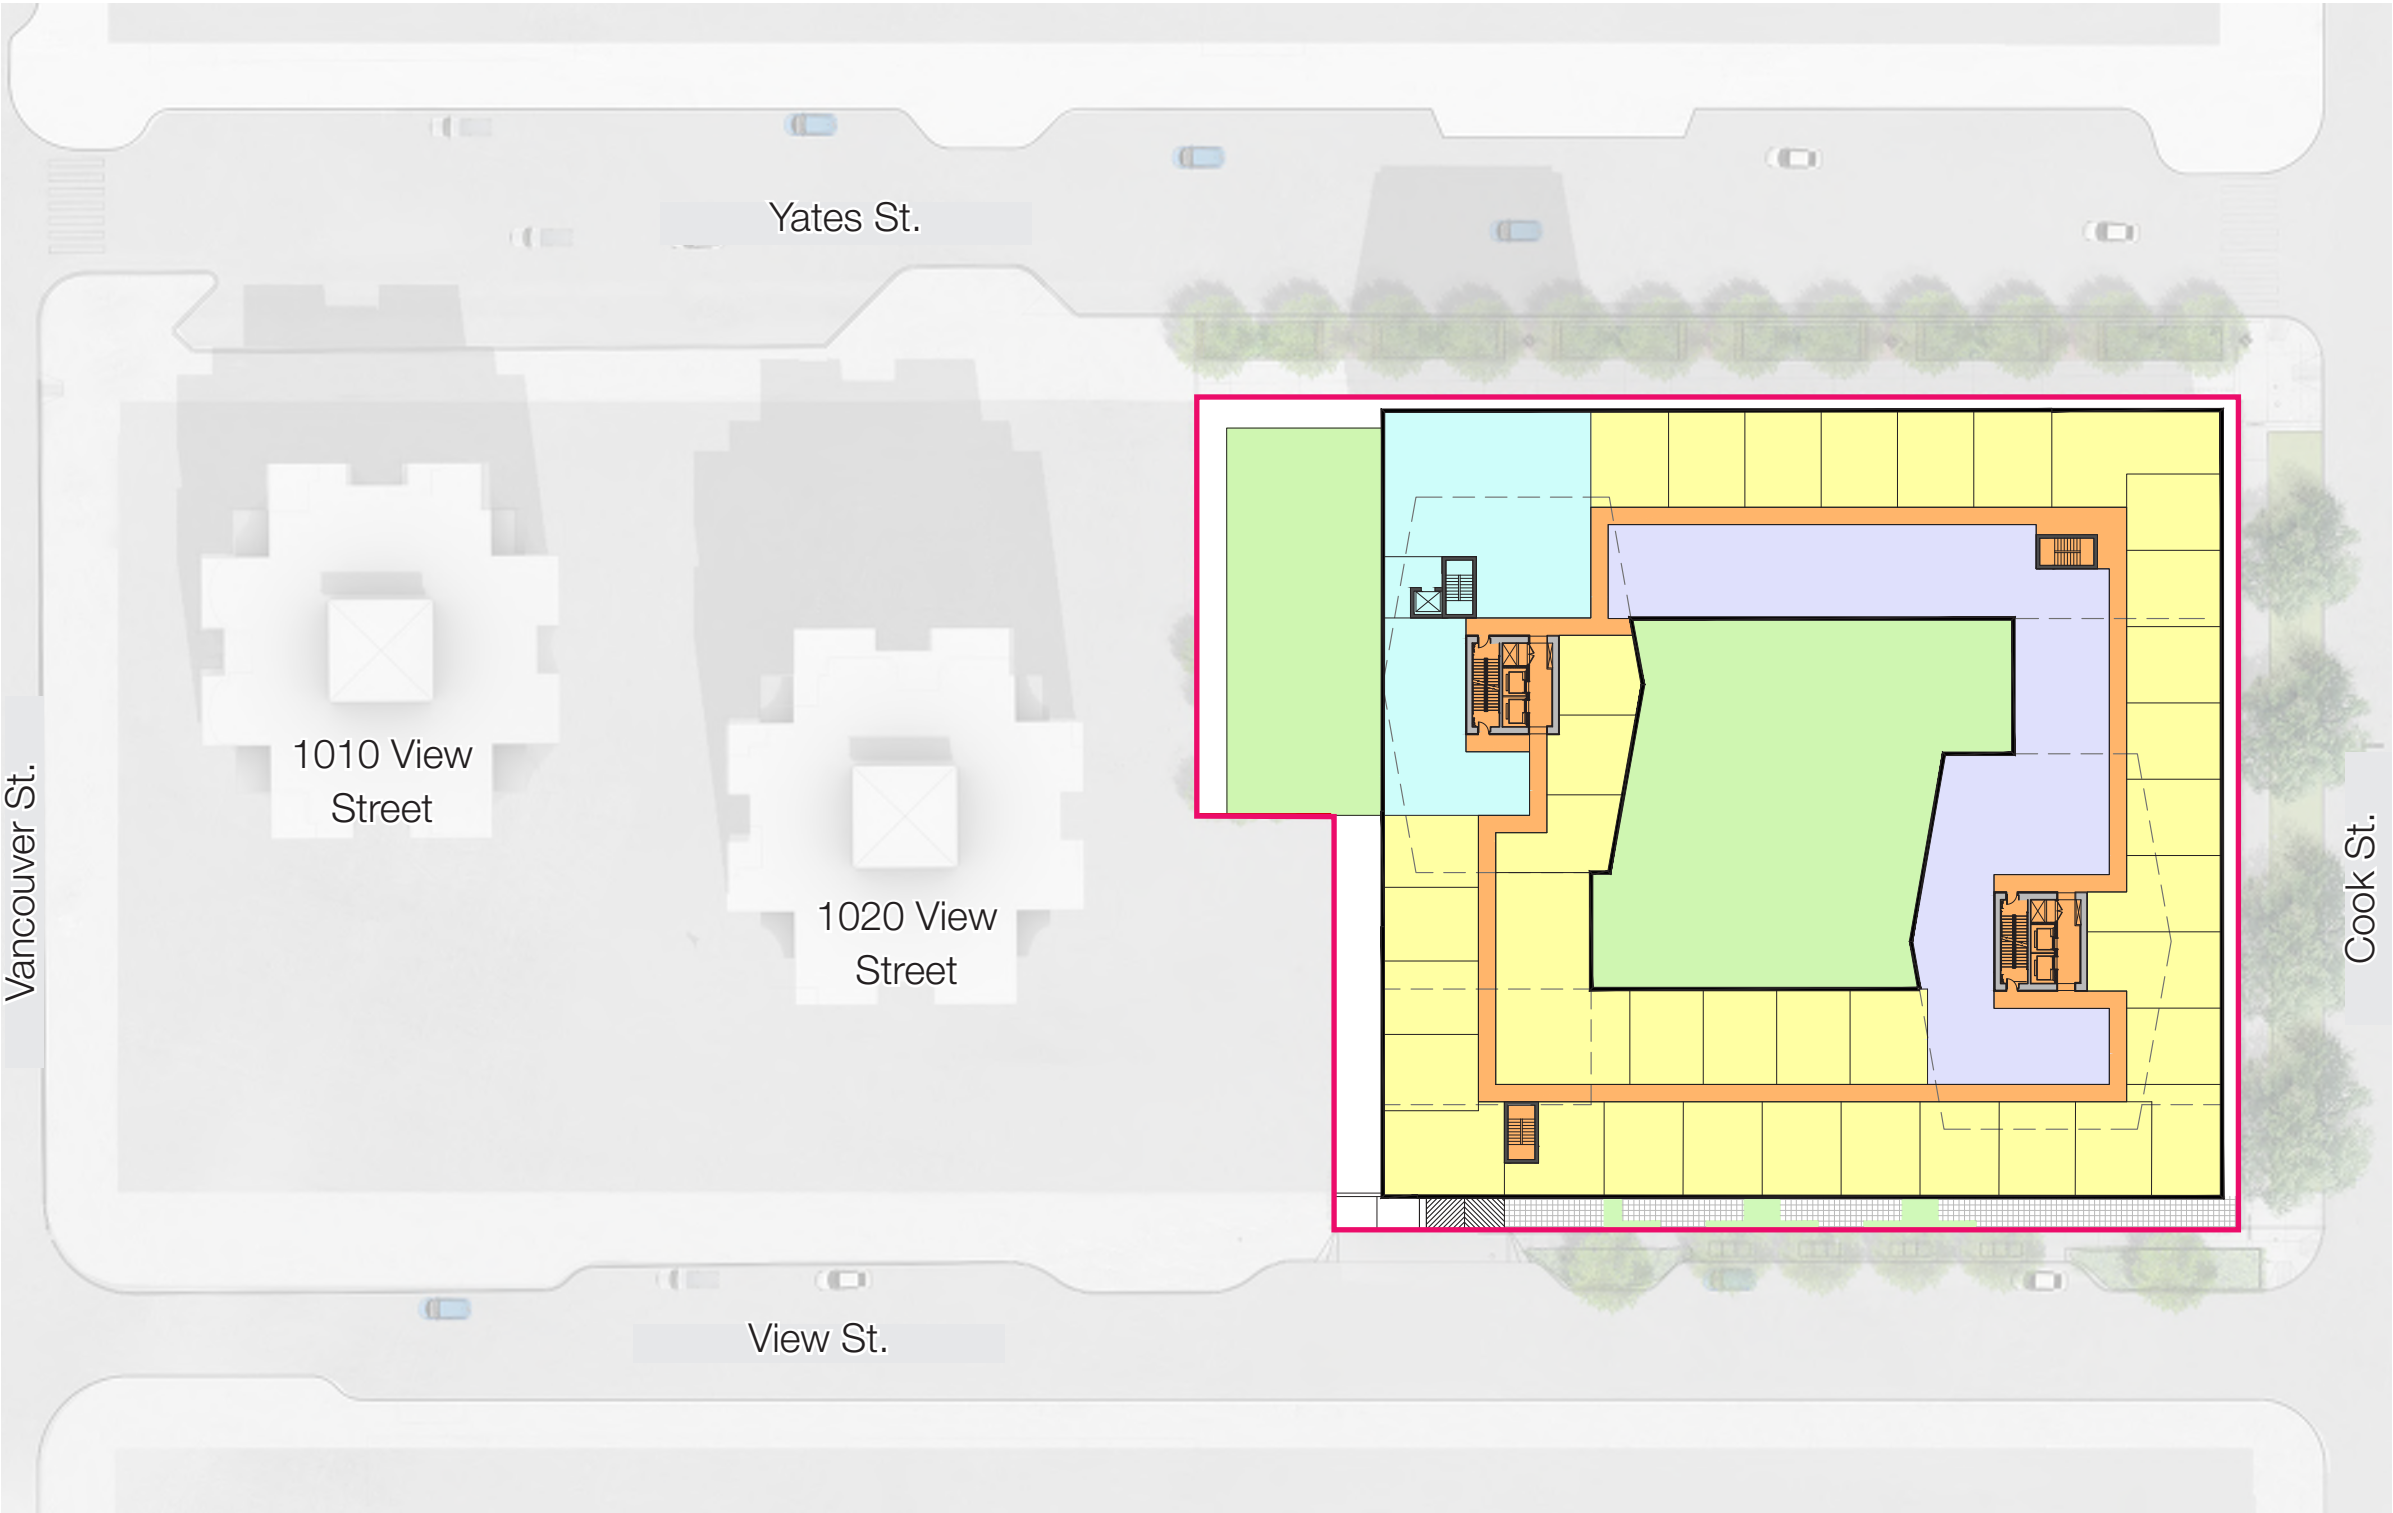 Yates St.
1010 View
Street
1020 View
Street
Vancouver St.
Cook St.
View St.